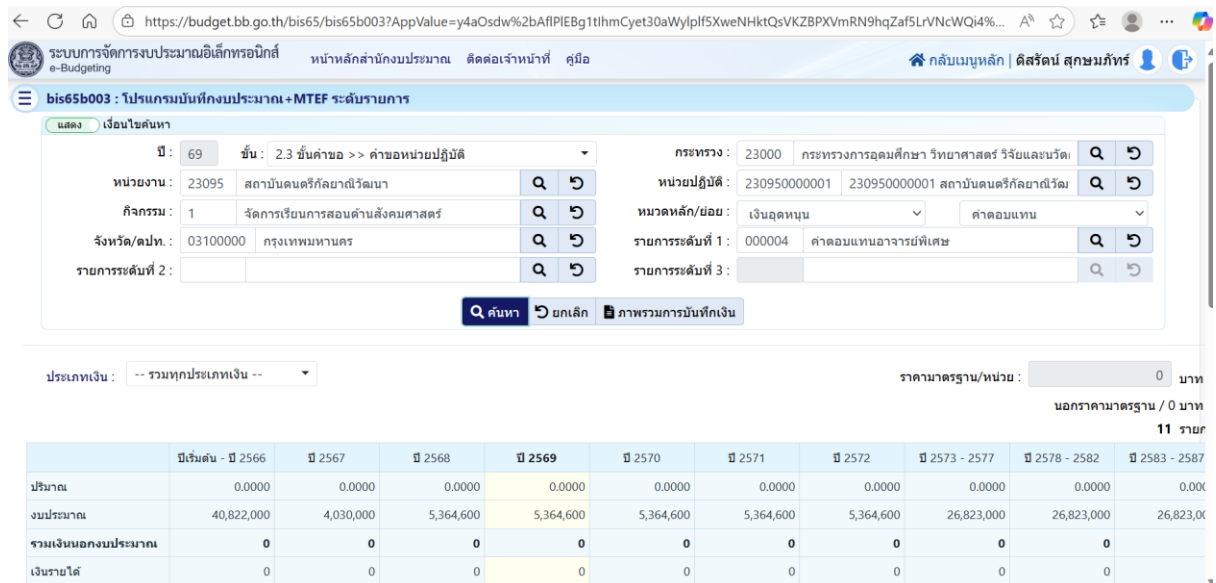 https://budget.bb.go.th/bis65/bis65b003?AppValue=y4aOsdw%2bAflPlEBg1tIhmCyet30aWylplf5XweNHktQsVKZBPXVmRN9hqZaf5LrVNcWQi4%...
ระบบการจัดการงบประมาณอิเล็กทรอนิกส์
e-Budgeting
หน้าหลักสำนักงบประมาณ ติดต่อเจ้าหน้าที่ คู่มือ
กลับเมนูหลัก | ดิสรัตน์ สุกษมภัทร์
bis65b003 : โปรแกรมบันทึกงบประมาณ+MTEF ระดับรายการ
แสดง เงื่อนไขค้นหา
ปี : 69 ชั้น : 2.3 ชั้นคำขอ >> คำขอหน่วยปฏิบัติ กระทรวง : 23000 กระทรวงการอุดมศึกษา วิทยาศาสตร์ วิจัยและนวัต
หน่วยงาน : 23095 สถาบันดนตรีกัลยาณิวัฒนา หน่วยปฏิบัติ : 230950000001 230950000001 สถาบันดนตรีกัลยาณิวัฒ
กิจกรรม : 1 จัดการเรียนการสอนด้านสังคมศาสตร์ หมวดหลัก/ย่อย : เงินอุดหนุน ค่าตอบแทน
จังหวัด/ตปท. : 03100000 กรุงเทพมหานคร รายการระดับที่ 1 : 000004 ค่าตอบแทนอาจารย์พิเศษ
รายการระดับที่ 2 : รายการระดับที่ 3 :
ค้นหา ยกเลิก ภาพรวมการบันทึกเงิน
ประเภทเงิน : -- รวมทุกประเภทเงิน -- ราคามาตรฐาน/หน่วย : 0 บาท
นอกราคามาตรฐาน / 0 บาท
11 ราย
ปีเริ่มต้น - ปี 2566 ปี 2567 ปี 2568 ปี 2569 ปี 2570 ปี 2571 ปี 2572 ปี 2573 - 2577 ปี 2578 - 2582 ปี 2583 - 2587
ปริมาณ 0.0000 0.0000 0.0000 0.0000 0.0000 0.0000 0.0000 0.0000 0.0000 0.00
งบประมาณ 40,822,000 4,030,000 5,364,600 5,364,600 5,364,600 5,364,600 5,364,600 26,823,000 26,823,000 26,823,0
รวมเงินนอกงบประมาณ 0 0 0 0 0 0 0 0 0
เงินรายได้ 0 0 0 0 0 0 0 0 0